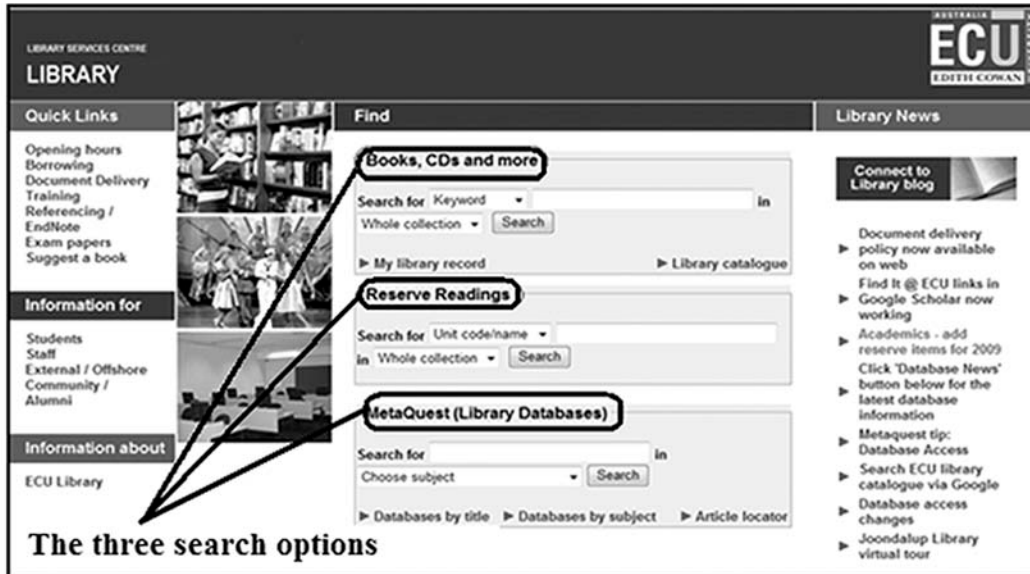 LIBRARY SERVICES CENTRE
LIBRARY
AUSTRALIA
ECU
EDITH COWAN
Quick Links
Opening hours
Borrowing
Document Delivery
Training
Referencing /
EndNote
Exam papers
Suggest a book
Information for
Students
Staff
External / Offshore
Community /
Alumni
Information about
ECU Library
Find
Books, CDs and more
Search for Keyword in
Whole collection Search
My library record Library catalogue
Reserve Readings
Search for Unit code/name
in Whole collection Search
MetaQuest (Library Databases)
Search for in
Choose subject Search
Databases by title Databases by subject Article locator
Library News
Connect to
Library blog
Document delivery
policy now available
on web
Find It @ ECU links in
Google Scholar now
working
Academics - add
reserve items for 2009
Click 'Database News'
button below for the
latest database
information
Metaquest tip:
Database Access
Search ECU library
catalogue via Google
Database access
changes
Joondalup Library
virtual tour
The three search options